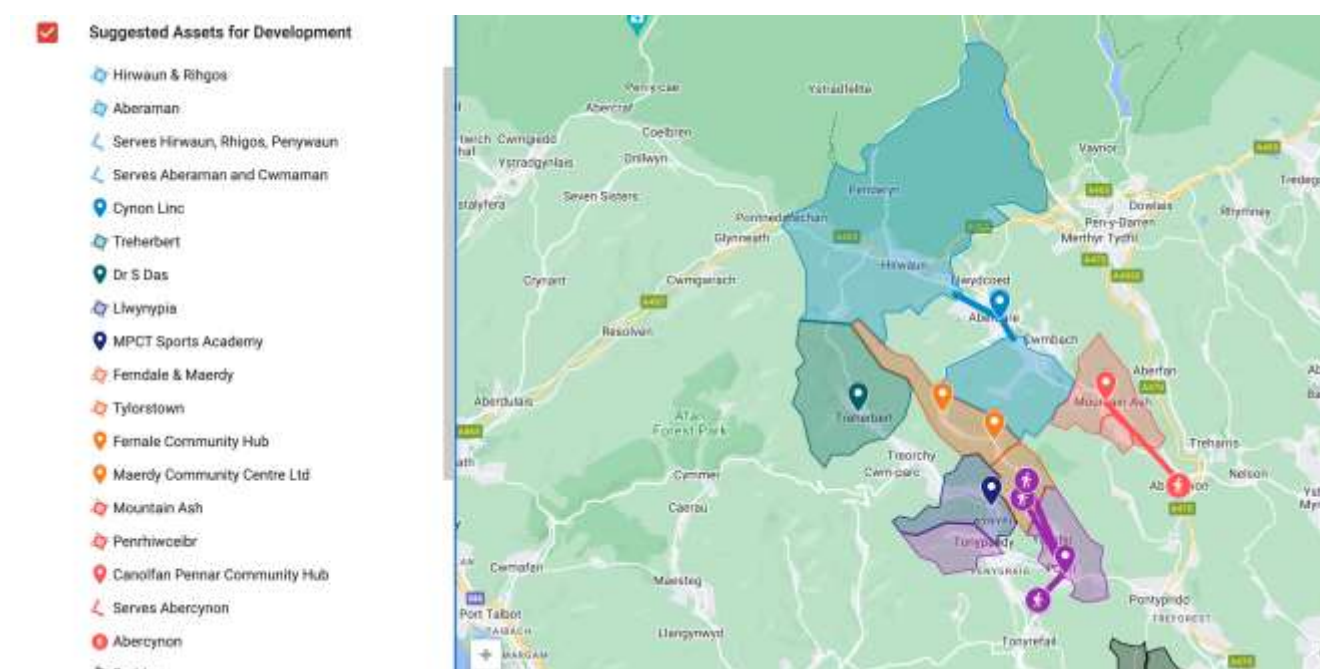 Suggested Assets for Development
Hirwaun & Rihgos
Aberaman
Serves Hirwaun, Rhigos, Penywaun
Serves Aberaman and Cwmaman
Cynon Linc
Treherbert
Dr S Das
Llwynypia
MPCT Sports Academy
Ferndale & Maerdy
Tylorstown
Fernale Community Hub
Maerdy Community Centre Ltd
Mountain Ash
Penrhiwceibr
Canolfan Pennar Community Hub
Serves Abercynon
Abercynon
Pen-y-cae
Ystradfellte
Abercraf
Coelbren
Cwmgiedd
Onllwyn
Ystradgynlais
Vaynor
Seven Sisters
Penderyn
Dowlais
Rhymney
Pontneddfechan
Pen-y-Darren
Glynneath
Merthyr Tydfil
Hirwaun
Crynant
Cwmgwrach
Llwydcoed
Resolven
Cwmbach
Aberfan
Aberdulais
Mountain Ash
Afan
Forest Park
Treherbert
Treorchy
Treharris
Cwm-parc
Nelson
Cymmer
Caerau
Tonypandy
PENYGRAIG
Cwmafan
Maesteg
Port Talbot
Pontypridd
TREFOREST
TAIBACH
Llangynwyd
Tonyrefail
MARGAM